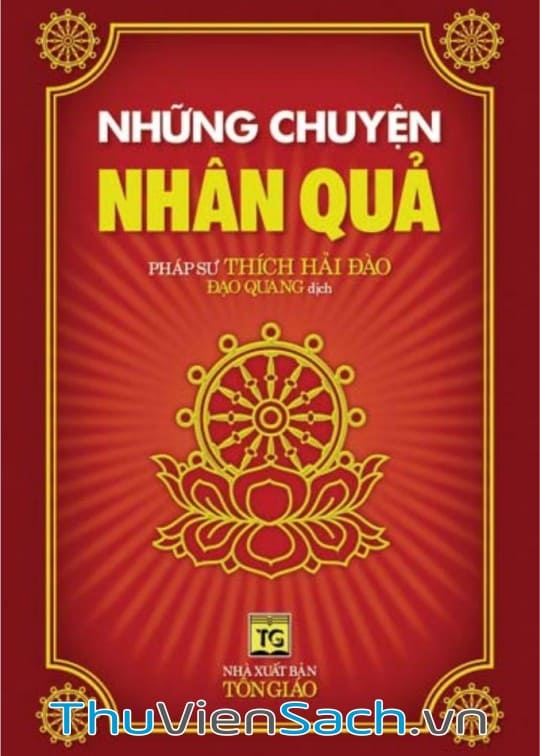 NHỮNG CHUYỆN
NHÂN QUẢ
PHÁP SƯ THÍCH HẢI ĐÀO
ĐẠO QUANG dịch
TG
NHÀ XUẤT BẢN
TÔN GIÁO
ThuVienSach.vn